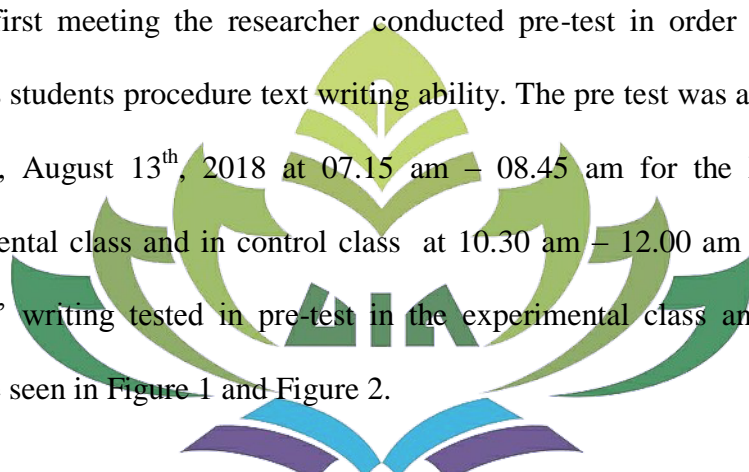 first meeting the researcher conducted pre-test in order
students procedure text writing ability. The pre test was a
, August 13th, 2018 at 07.15 am – 08.45 am for the
ental class and in control class at 10.30 am – 12.00 am
’ writing tested in pre-test in the experimental class an
seen in Figure 1 and Figure 2.